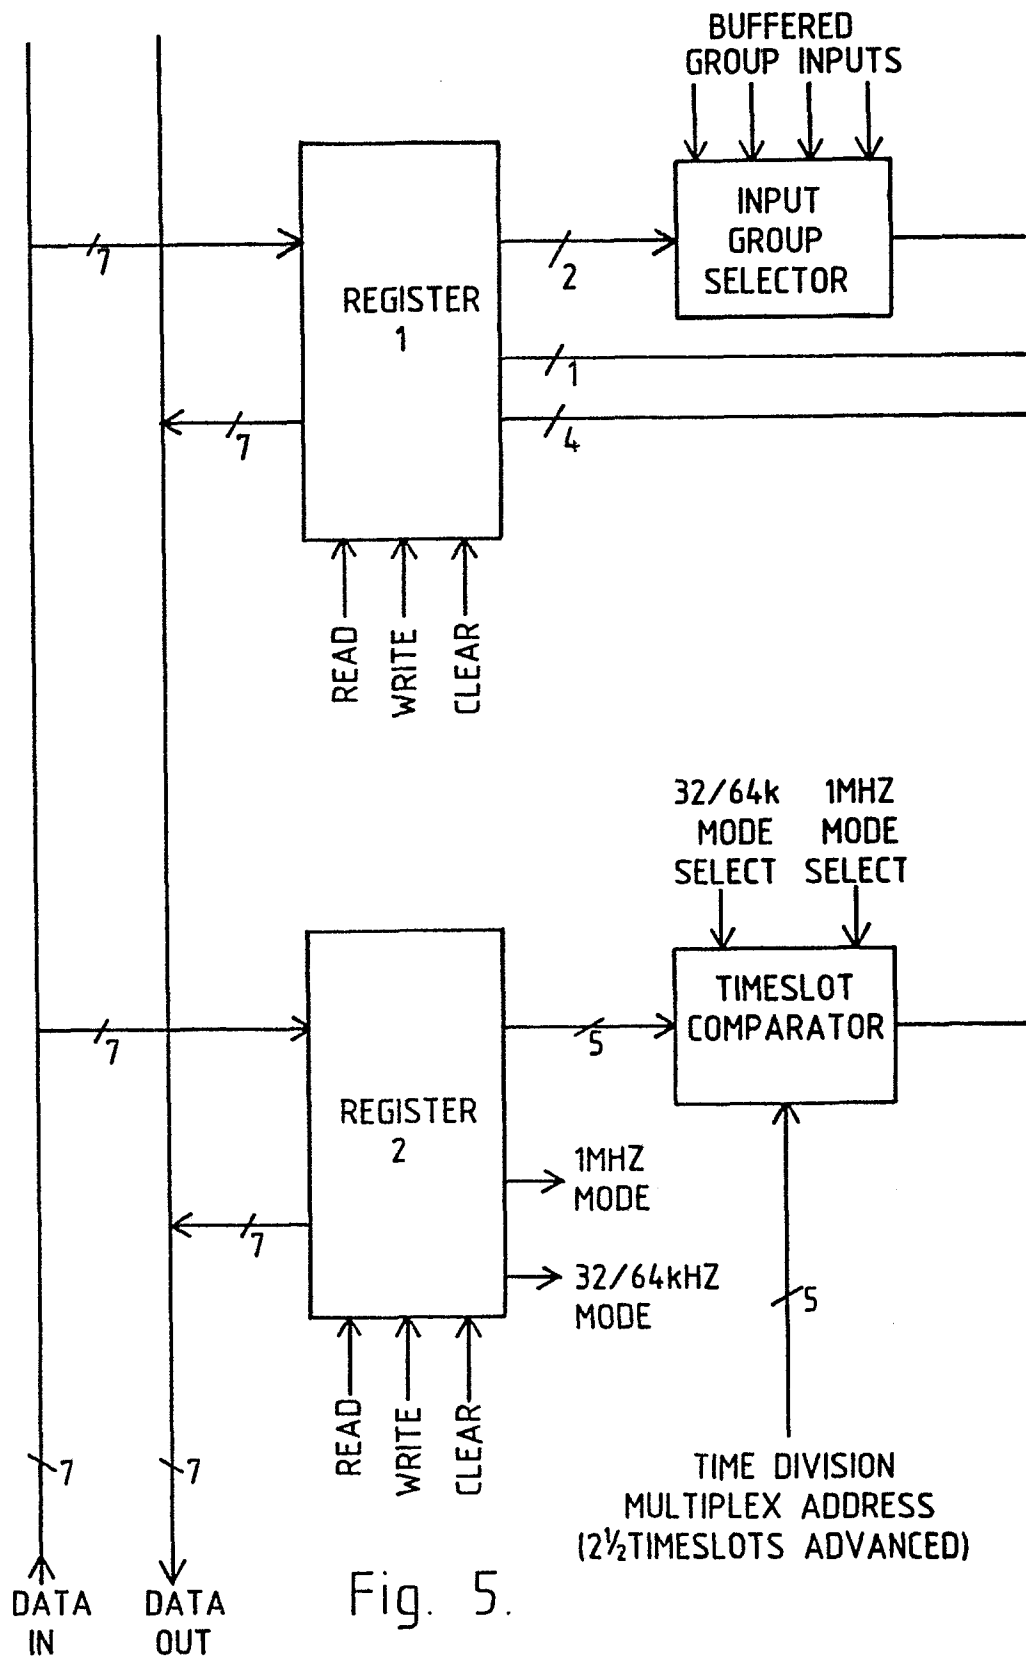 BUFFERED
GROUP INPUTS
INPUT
GROUP
SELECTOR
7
2
REGISTER
1
1
7
4
READ
WRITE
CLEAR
32/64k
MODE
SELECT
1MHZ
MODE
SELECT
TIMESLOT
COMPARATOR
7
5
REGISTER
2
1MHZ
MODE
7
32/64kHZ
MODE
5
READ
WRITE
CLEAR
7
7
TIME DIVISION
MULTIPLEX ADDRESS
(2½TIMESLOTS ADVANCED)
DATA
IN
DATA
OUT
Fig. 5.